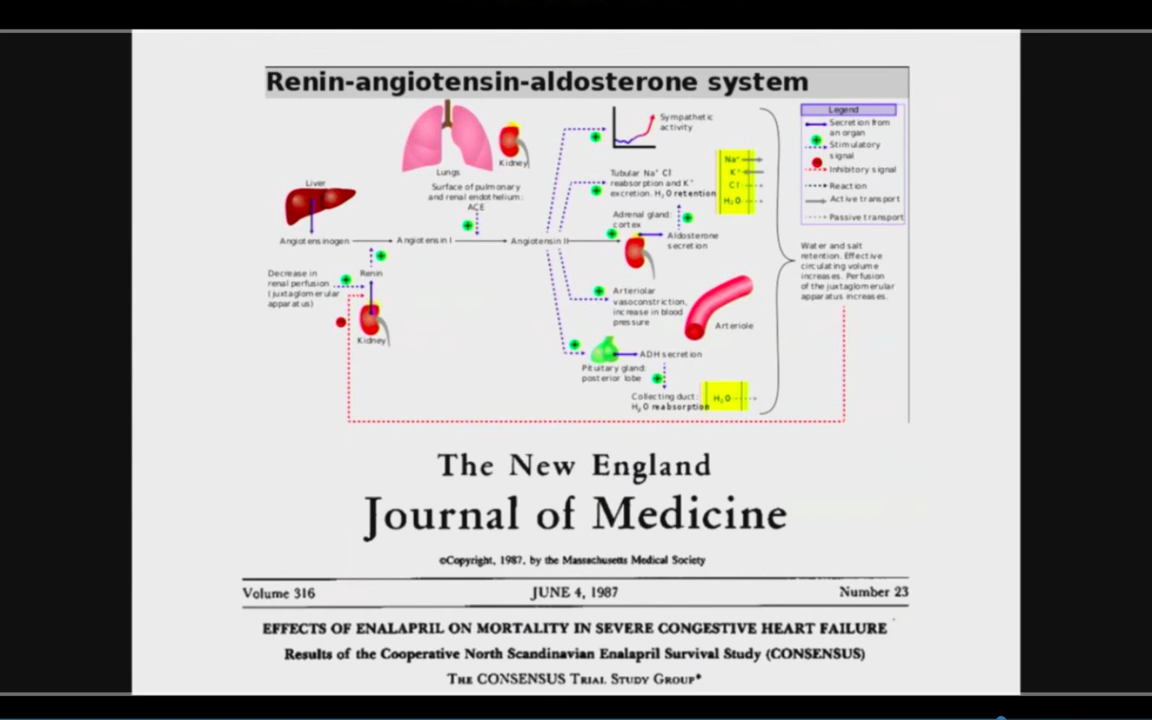 Renin-angiotensin-aldosterone system
Lungs
Kidney
Surface of pulmonary
and renal endothelium:
ACE
Liver
Angiotensinogen
Angiotensin I
Angiotensin II
Decrease in
renal perfusion
(juxtaglomerular
apparatus)
Renin
Kidney
Sympathetic
activity
Tubular Na⁺ Cl⁻
reabsorption and K⁺
excretion. H₂O retention
Na⁺
K⁺
Cl⁻
H₂O
Adrenal gland:
cortex
Aldosterone
secretion
Arteriolar
vasoconstriction,
increase in blood
pressure
Arteriole
ADH secretion
Pituitary gland:
posterior lobe
Collecting duct:
H₂O reabsorption
H₂O
Legend
Secretion from
an organ
Stimulatory
signal
Inhibitory signal
Reaction
Active transport
Passive transport
Water and salt
retention. Effective
circulating volume
increases. Perfusion
of the juxtaglomerular
apparatus increases.
The New England
Journal of Medicine
©Copyright, 1987, by the Massachusetts Medical Society
Volume 316 JUNE 4, 1987 Number 23
EFFECTS OF ENALAPRIL ON MORTALITY IN SEVERE CONGESTIVE HEART FAILURE
Results of the Cooperative North Scandinavian Enalapril Survival Study (CONSENSUS)
THE CONSENSUS TRIAL STUDY GROUP*